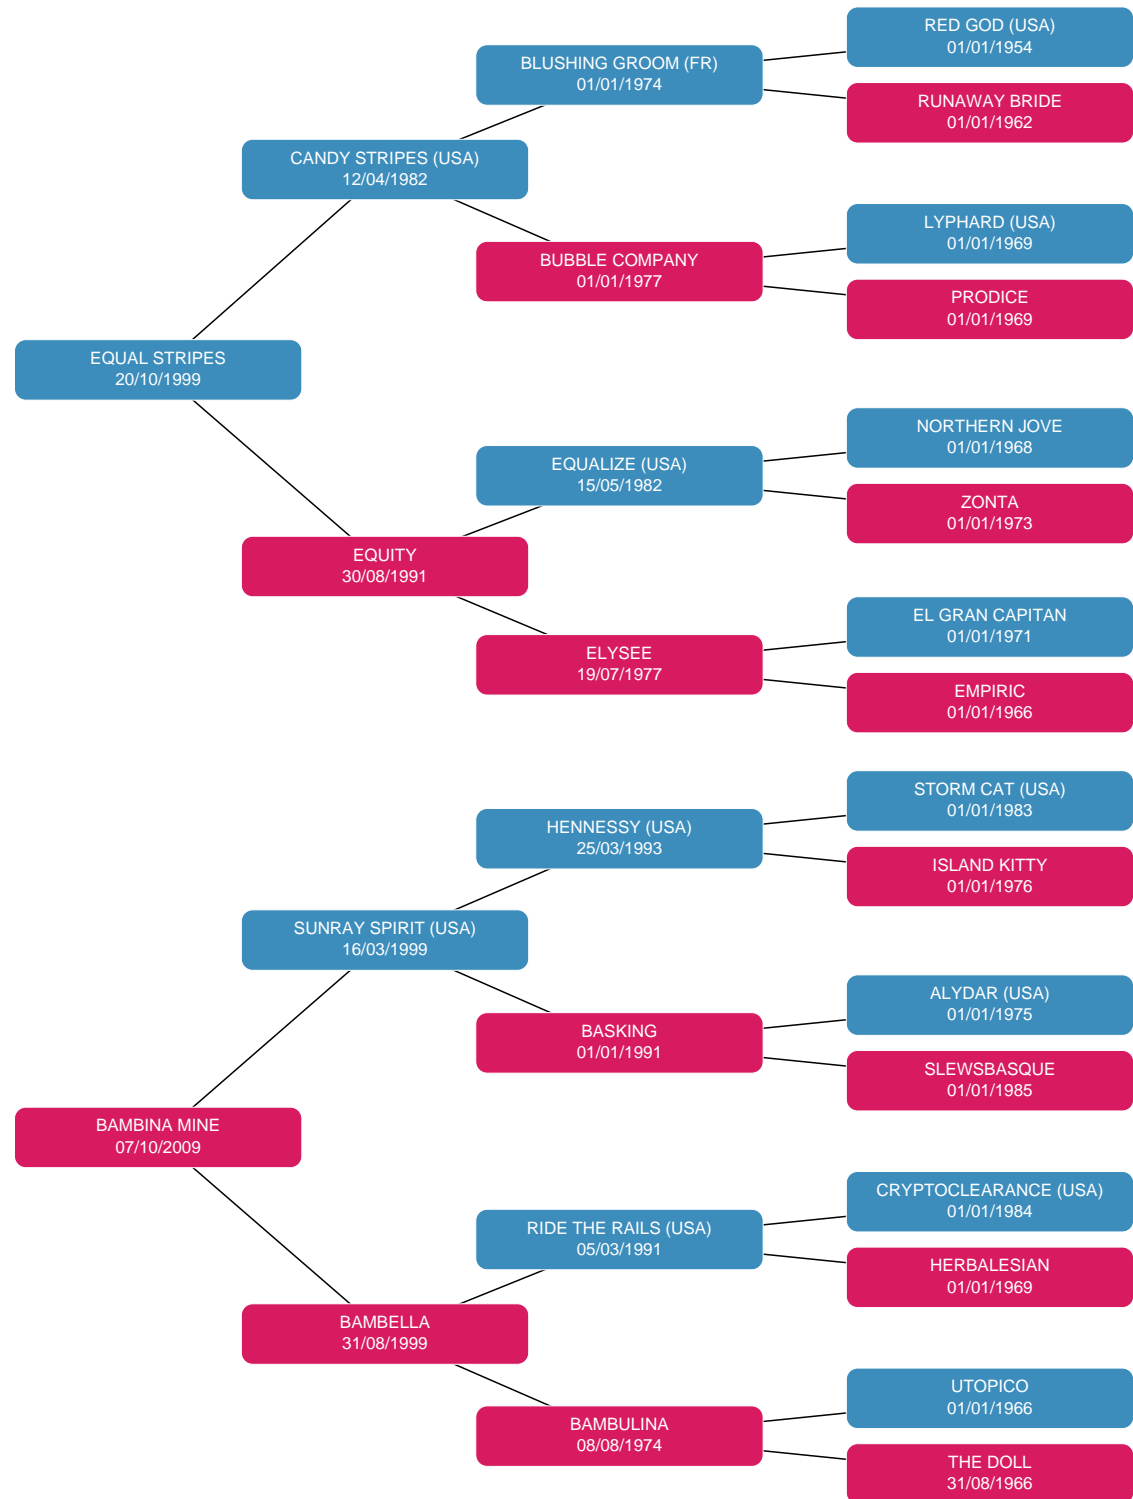 RED GOD (USA)
01/01/1954
BLUSHING GROOM (FR)
01/01/1974
RUNAWAY BRIDE
01/01/1962
CANDY STRIPES (USA)
12/04/1982
LYPHARD (USA)
01/01/1969
BUBBLE COMPANY
01/01/1977
PRODICE
01/01/1969
EQUAL STRIPES
20/10/1999
NORTHERN JOVE
01/01/1968
EQUALIZE (USA)
15/05/1982
ZONTA
01/01/1973
EQUITY
30/08/1991
EL GRAN CAPITAN
01/01/1971
ELYSEE
19/07/1977
EMPIRIC
01/01/1966
STORM CAT (USA)
01/01/1983
HENNESSY (USA)
25/03/1993
ISLAND KITTY
01/01/1976
SUNRAY SPIRIT (USA)
16/03/1999
ALYDAR (USA)
01/01/1975
BASKING
01/01/1991
SLEWSBASQUE
01/01/1985
BAMBINA MINE
07/10/2009
CRYPTOCLEARANCE (USA)
01/01/1984
RIDE THE RAILS (USA)
05/03/1991
HERBALESIAN
01/01/1969
BAMBELLA
31/08/1999
UTOPICO
01/01/1966
BAMBULINA
08/08/1974
THE DOLL
31/08/1966